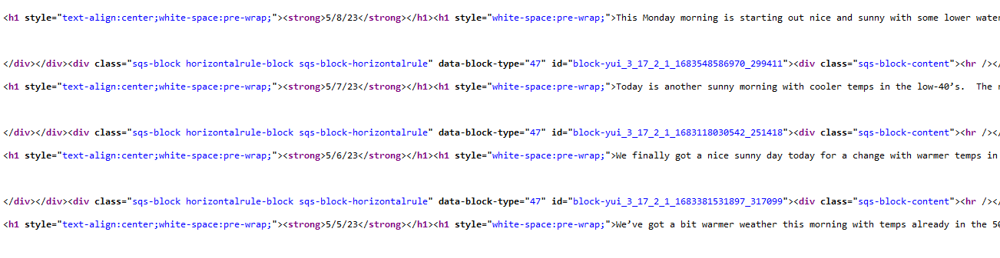 <h1 style="text-align:center;white-space:pre-wrap;"><strong>5/8/23</strong></h1><h1 style="white-space:pre-wrap;">This Monday morning is starting out nice and sunny with some lower water
</div></div><div class="sqs-block horizontalrule-block sqs-block-horizontalrule" data-block-type="47" id="block-yui_3_17_2_1_1683548586970_299411"><div class="sqs-block-content"><hr /></
<h1 style="text-align:center;white-space:pre-wrap;"><strong>5/7/23</strong></h1><h1 style="white-space:pre-wrap;">Today is another sunny morning with cooler temps in the low-40’s.  The
</div></div><div class="sqs-block horizontalrule-block sqs-block-horizontalrule" data-block-type="47" id="block-yui_3_17_2_1_1683118030542_251418"><div class="sqs-block-content"><hr /></
<h1 style="text-align:center;white-space:pre-wrap;"><strong>5/6/23</strong></h1><h1 style="white-space:pre-wrap;">We finally got a nice sunny day today for a change with warmer temps in
</div></div><div class="sqs-block horizontalrule-block sqs-block-horizontalrule" data-block-type="47" id="block-yui_3_17_2_1_1683381531897_317099"><div class="sqs-block-content"><hr /></
<h1 style="text-align:center;white-space:pre-wrap;"><strong>5/5/23</strong></h1><h1 style="white-space:pre-wrap;">We’ve got a bit warmer weather this morning with temps already in the 50